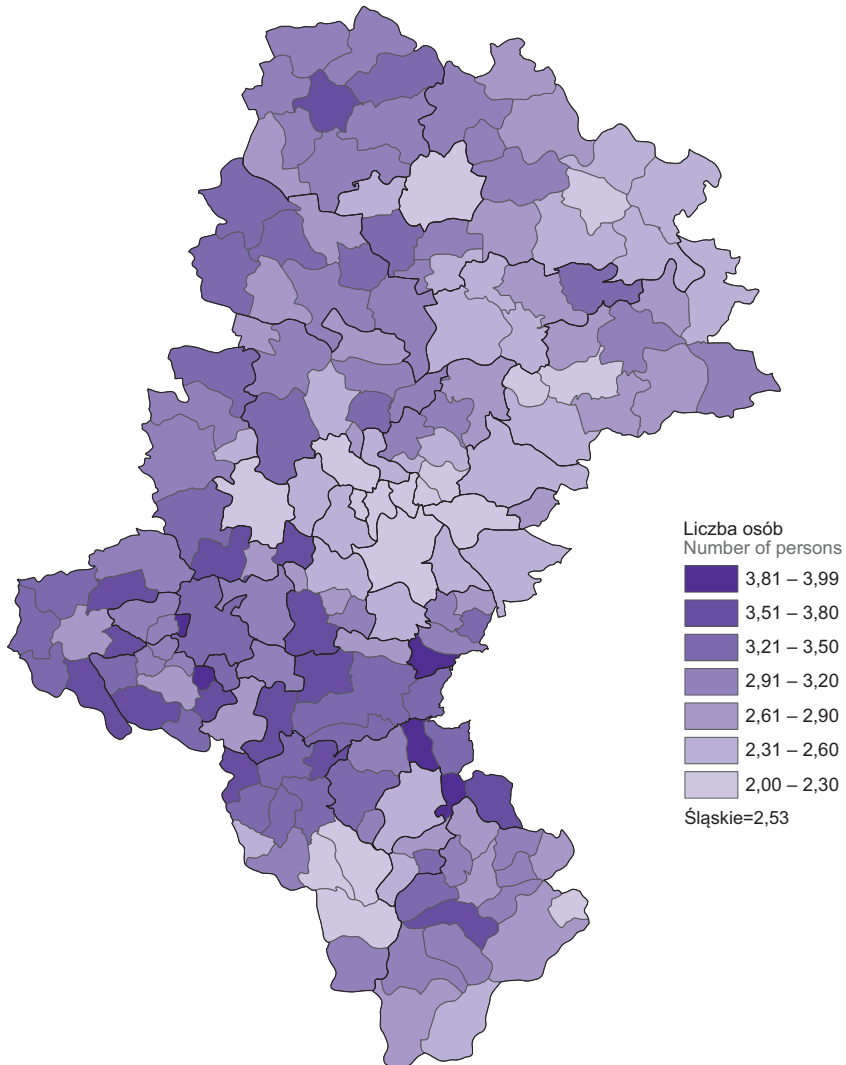 Liczba osób
Number of persons
3,81 – 3,99
3,51 – 3,80
3,21 – 3,50
2,91 – 3,20
2,61 – 2,90
2,31 – 2,60
2,00 – 2,30
Śląskie=2,53